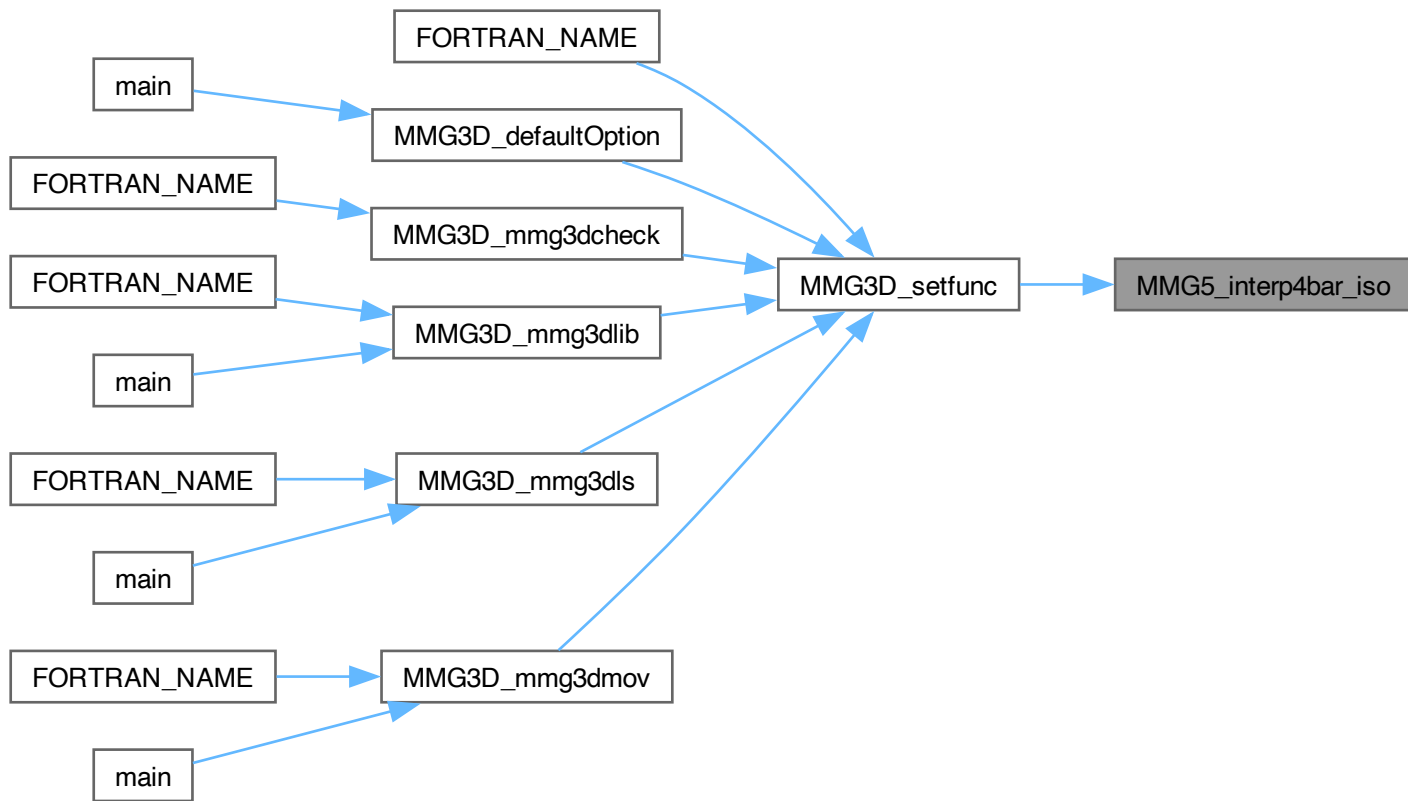 FORTRAN_NAME
main
MMG3D_defaultOption
FORTRAN_NAME
MMG3D_mmg3dcheck
FORTRAN_NAME
MMG3D_setfunc
MMG5_interp4bar_iso
MMG3D_mmg3dlib
main
FORTRAN_NAME
MMG3D_mmg3dls
main
FORTRAN_NAME
MMG3D_mmg3dmov
main